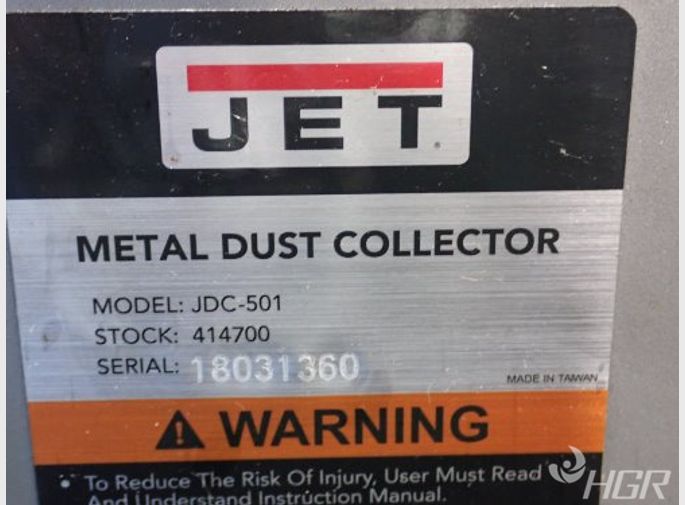 JET
METAL DUST COLLECTOR
MODEL: JDC-501
STOCK: 414700
SERIAL: 18031360
MADE IN TAIWAN
WARNING
• To Reduce The Risk Of Injury, User Must Read
And Understand Instruction Manual.
HGR